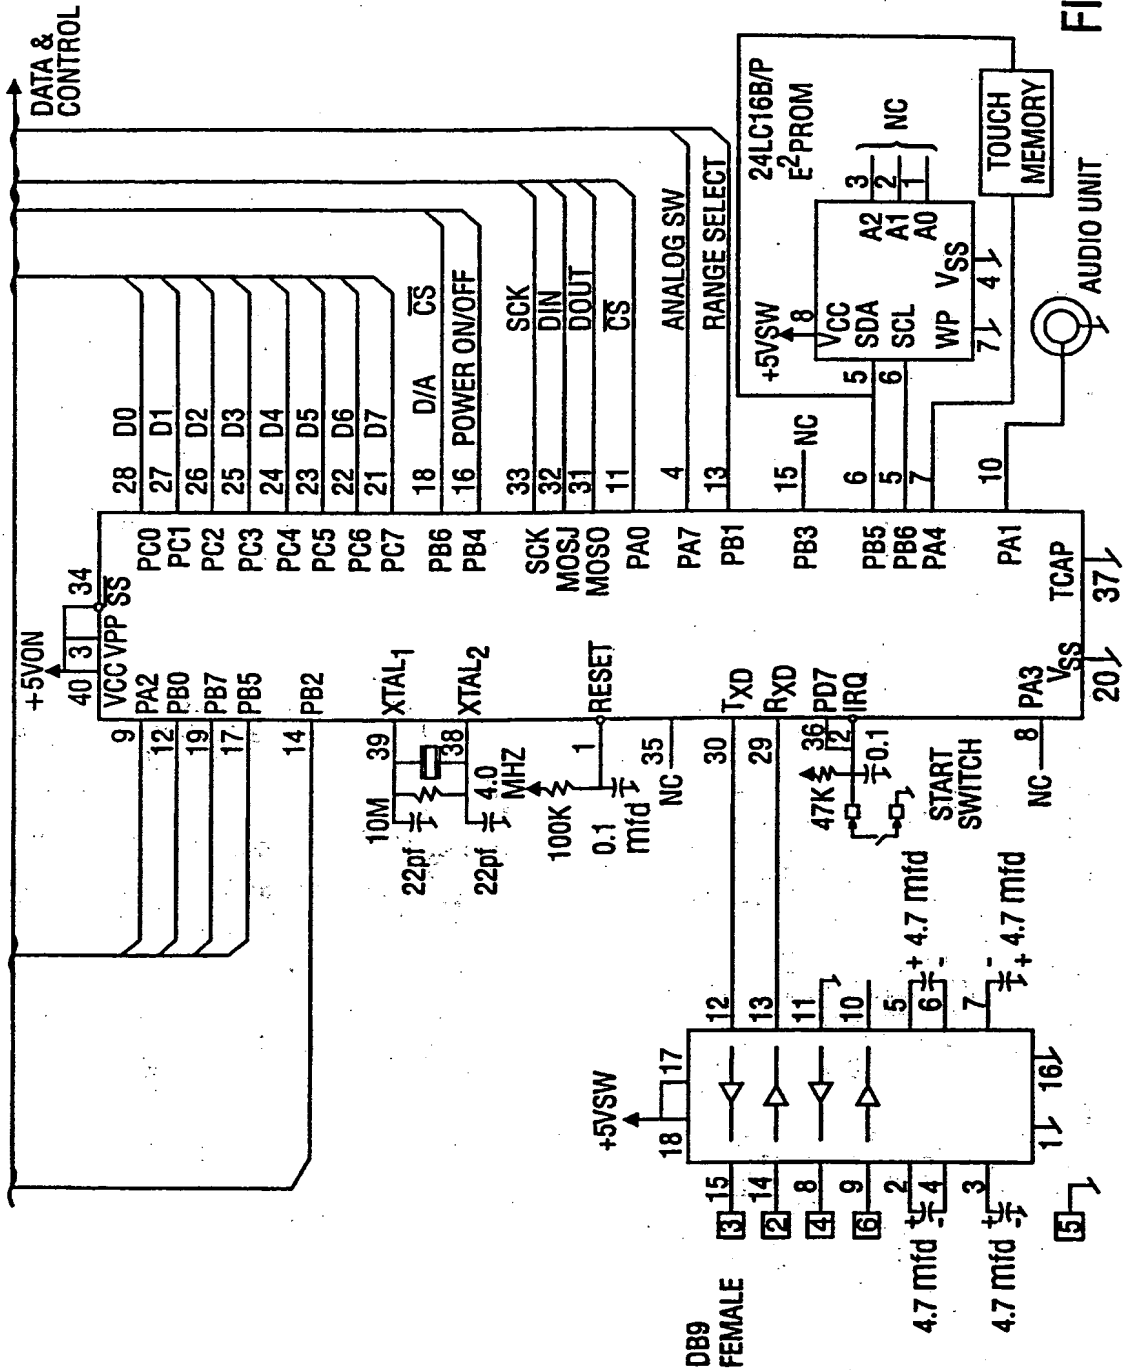 DATA &
CONTROL
+5VON
40 3 34
VCC VPP SS
9 PA2
12 PB0
19 PB7
17 PB5
14 PB2
39 XTAL1
38 XTAL2
10M
4.0
MHZ
22pf
22pf
1 RESET
100K
0.1
mfd
35
NC
30 TXD
29 RXD
36 PD7
2 IRQ
47K
0.1
START
SWITCH
8 PA3
NC
VSS
20
TCAP
37
PC0 28 D0
PC1 27 D1
PC2 26 D2
PC3 25 D3
PC4 24 D4
PC5 23 D5
PC6 22 D6
PC7 21 D7
PB6 18 D/A CS
PB4 16 POWER ON/OFF
SCK 33 SCK
MOSJ 32 DIN
MOSO 31 DOUT
PA0 11 CS
PA7 4 ANALOG SW
PB1 13 RANGE SELECT
PB3 15 NC
PB5 6
PB6 5
PA4 7
PA1 10
+5VSW
8
VCC
5 SDA
6 SCL
WP
7
VSS
4
A2 3
A1 2
A0 1
NC
24LC16B/P
E2PROM
TOUCH
MEMORY
AUDIO UNIT
+5VSW
18 17
DB9
FEMALE
3 15 12
2 14 13
4 8 11
6 9 10
2 5
4 6
3 7
+ 4.7 mfd -
- + 4.7 mfd
4.7 mfd + -
4.7 mfd + -
1 16
5
FI